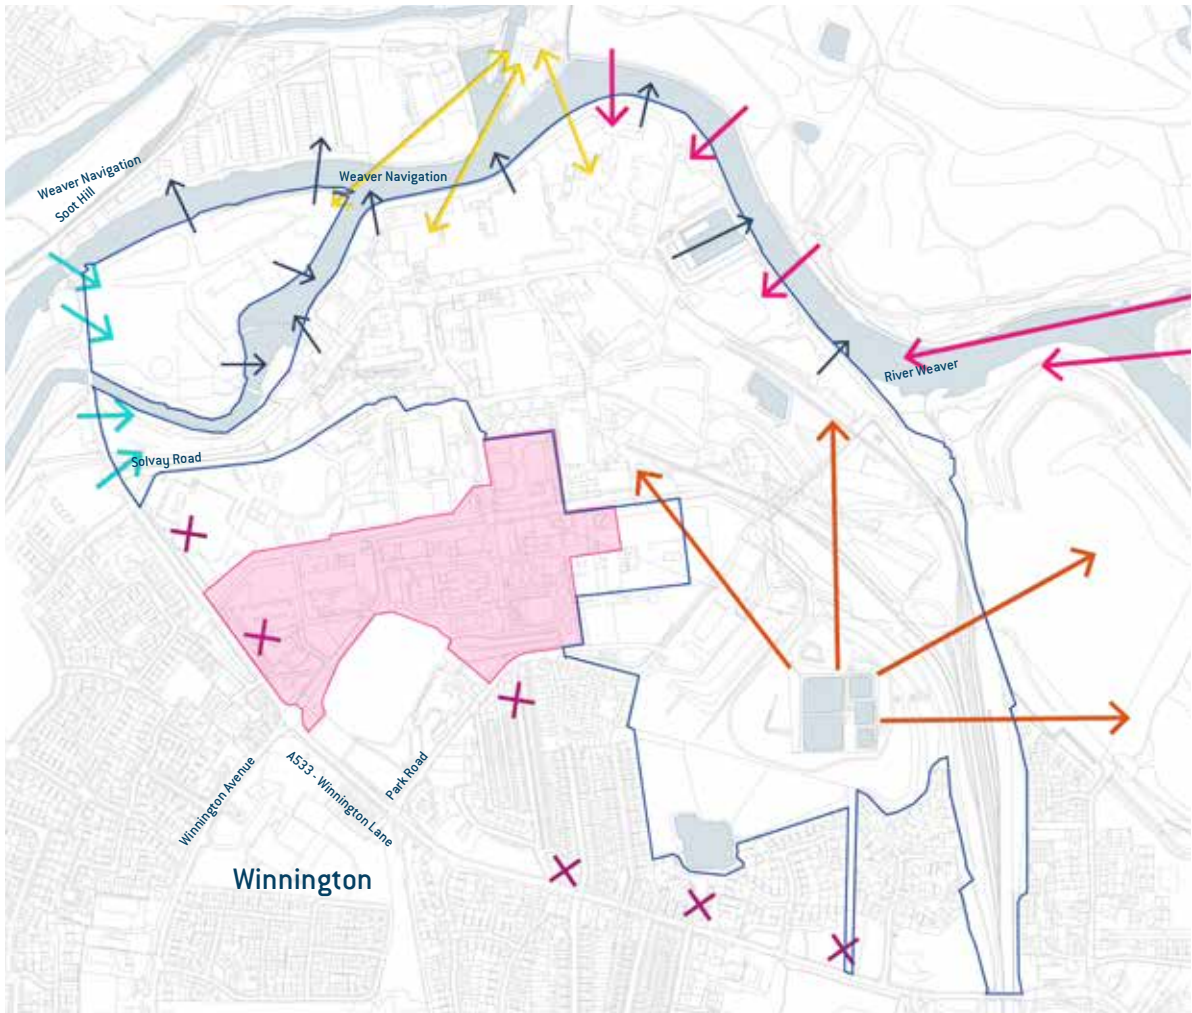 Weaver Navigation
Soot Hill
Weaver Navigation
River Weaver
Solvay Road
Winnington Avenue
A533 - Winnington Lane
Park Road
Winnington